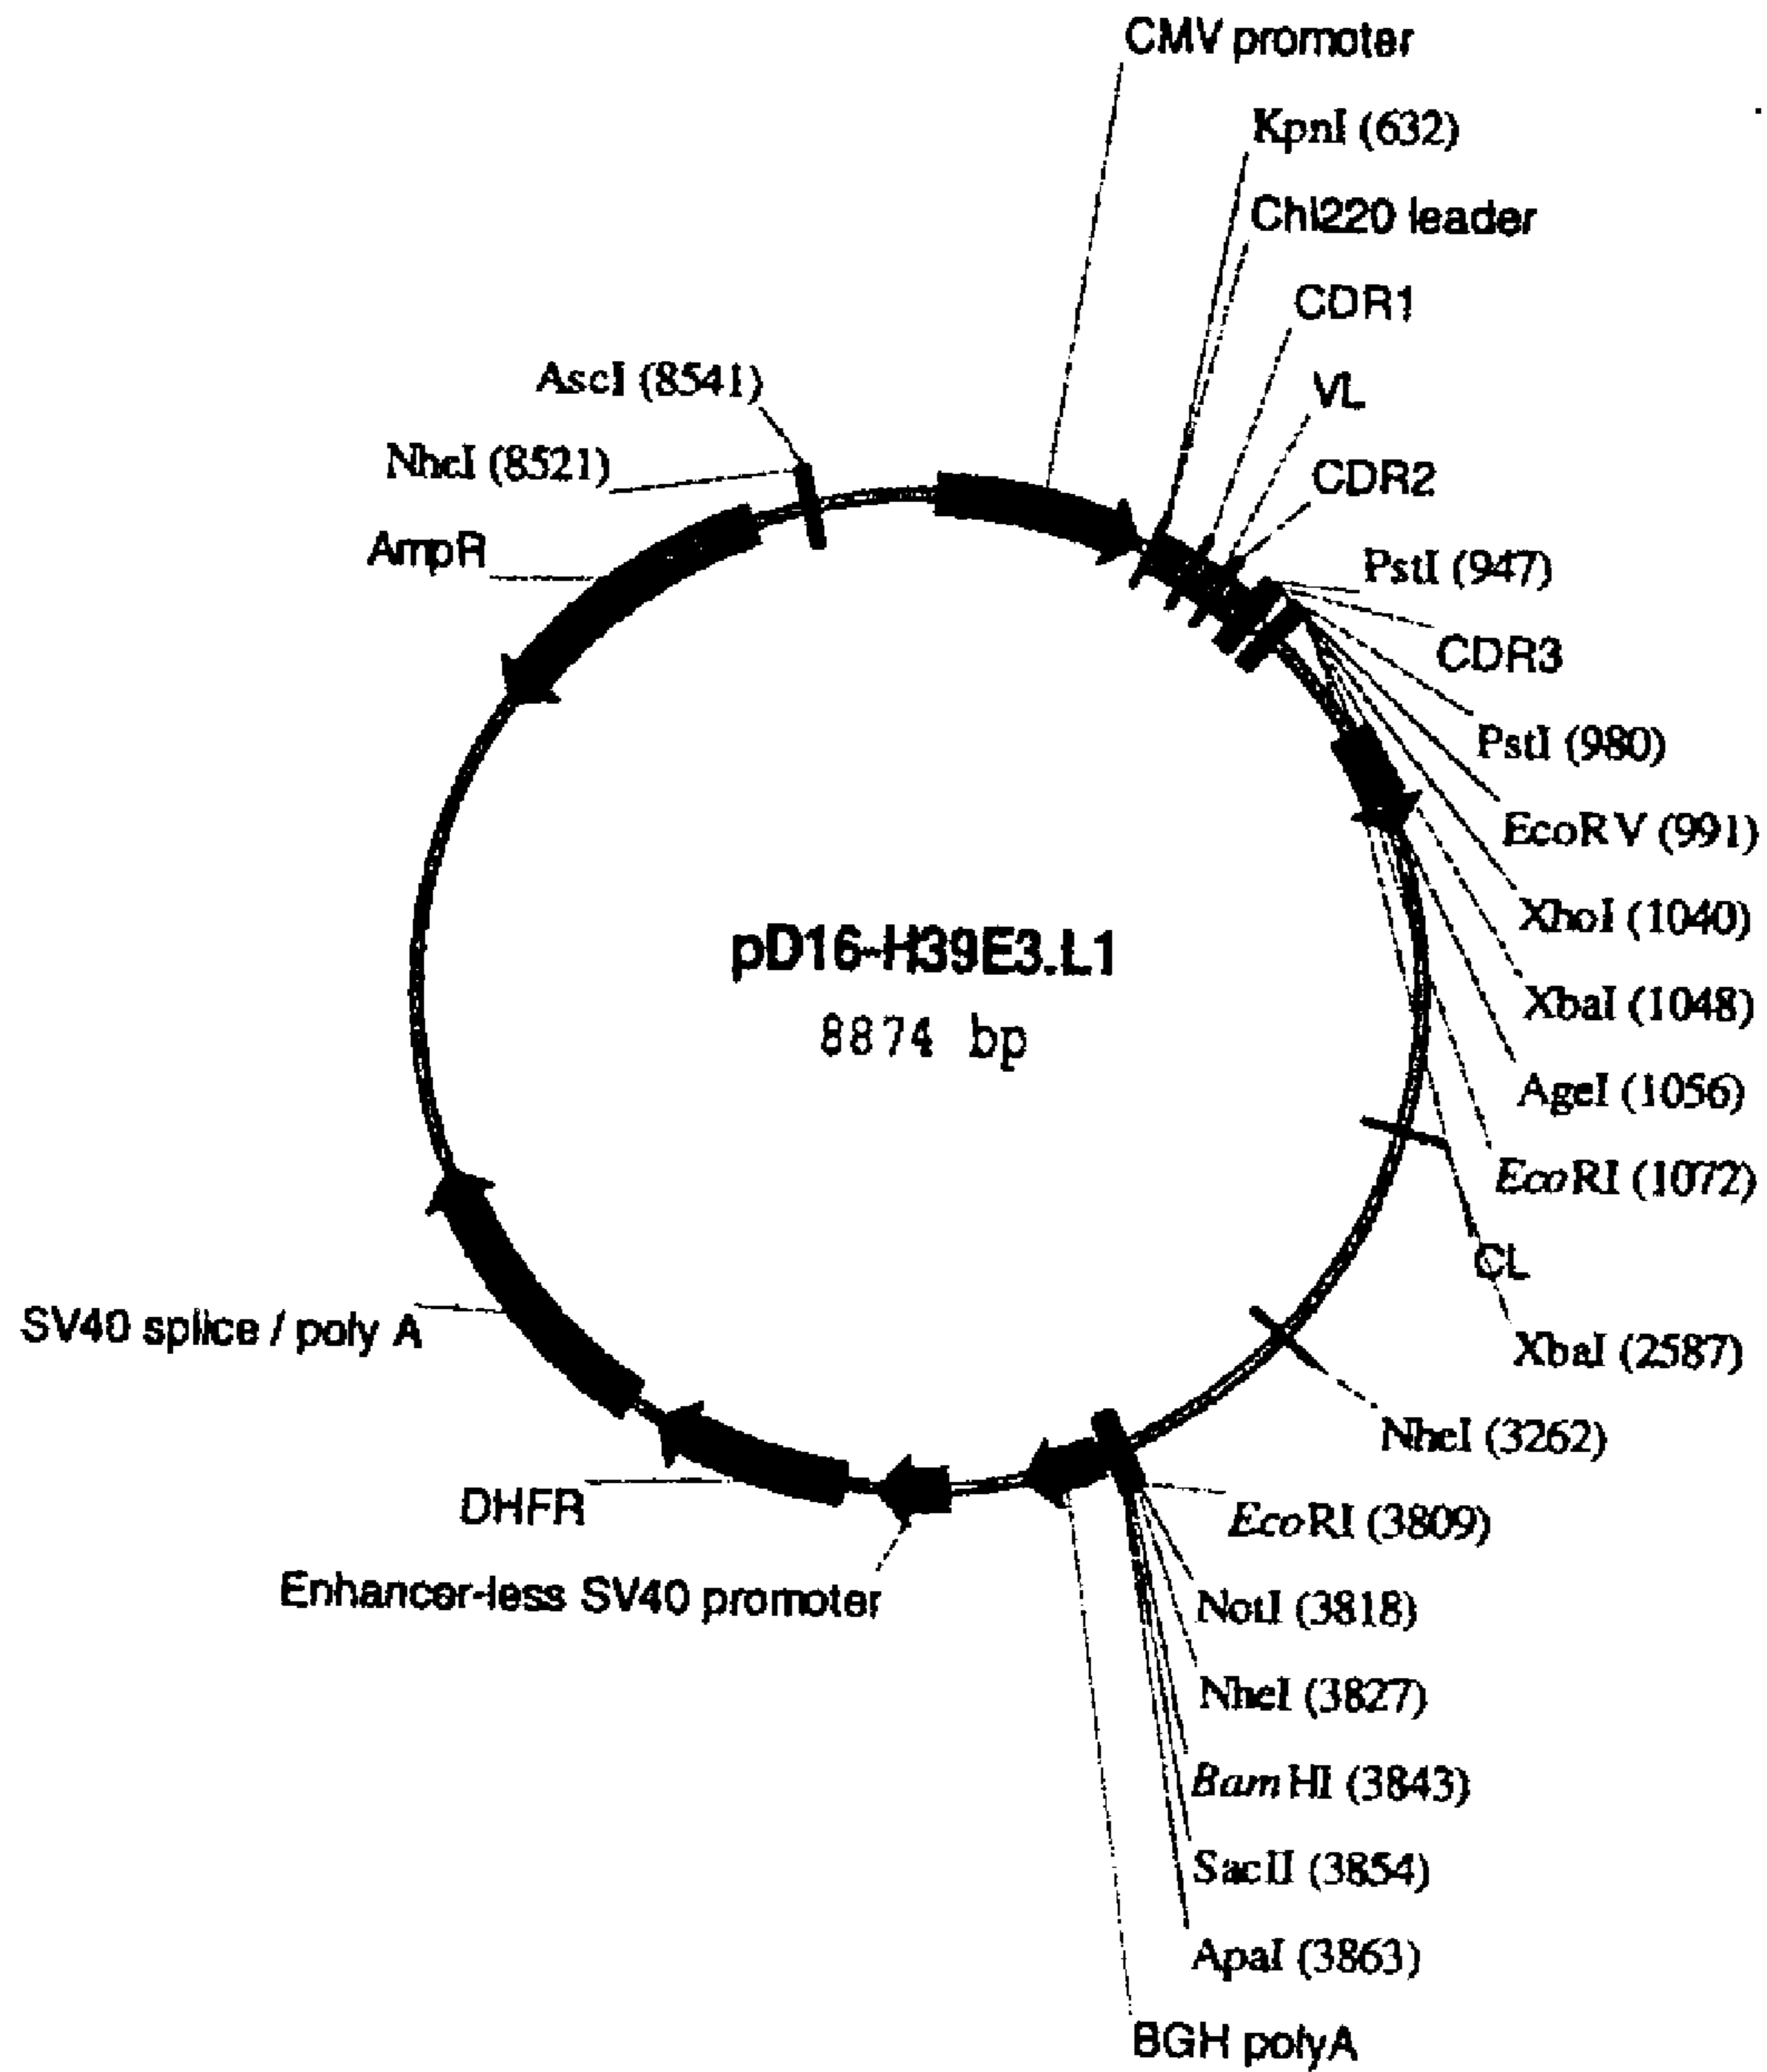 CMV promoter
KpnI (632)
Chl220 leader
CDR1
VL
CDR2
PstI (947)
CDR3
PstI (980)
EcoRV (991)
XhoI (1040)
XbaI (1048)
AgeI (1056)
EcoRI (1072)
CL
XbaI (2587)
NheI (3262)
EcoRI (3809)
NotI (3818)
NheI (3827)
BamHI (3843)
SacII (3854)
ApaI (3863)
BGH polyA
Enhancer-less SV40 promoter
DHFR
SV40 splice / poly A
AmpR
NheI (8521)
AscI (8541)
pD16-H39E3.L1
8874 bp